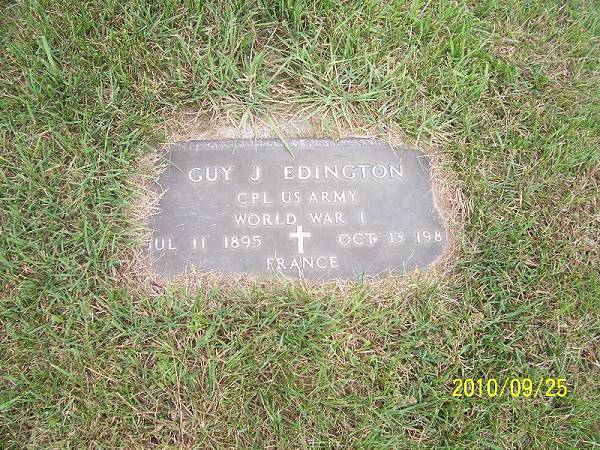 GUY J EDINGTON
CPL US ARMY
WORLD WAR I
JUL 11 1895 OCT 13 198
FRANCE
2010/09/25